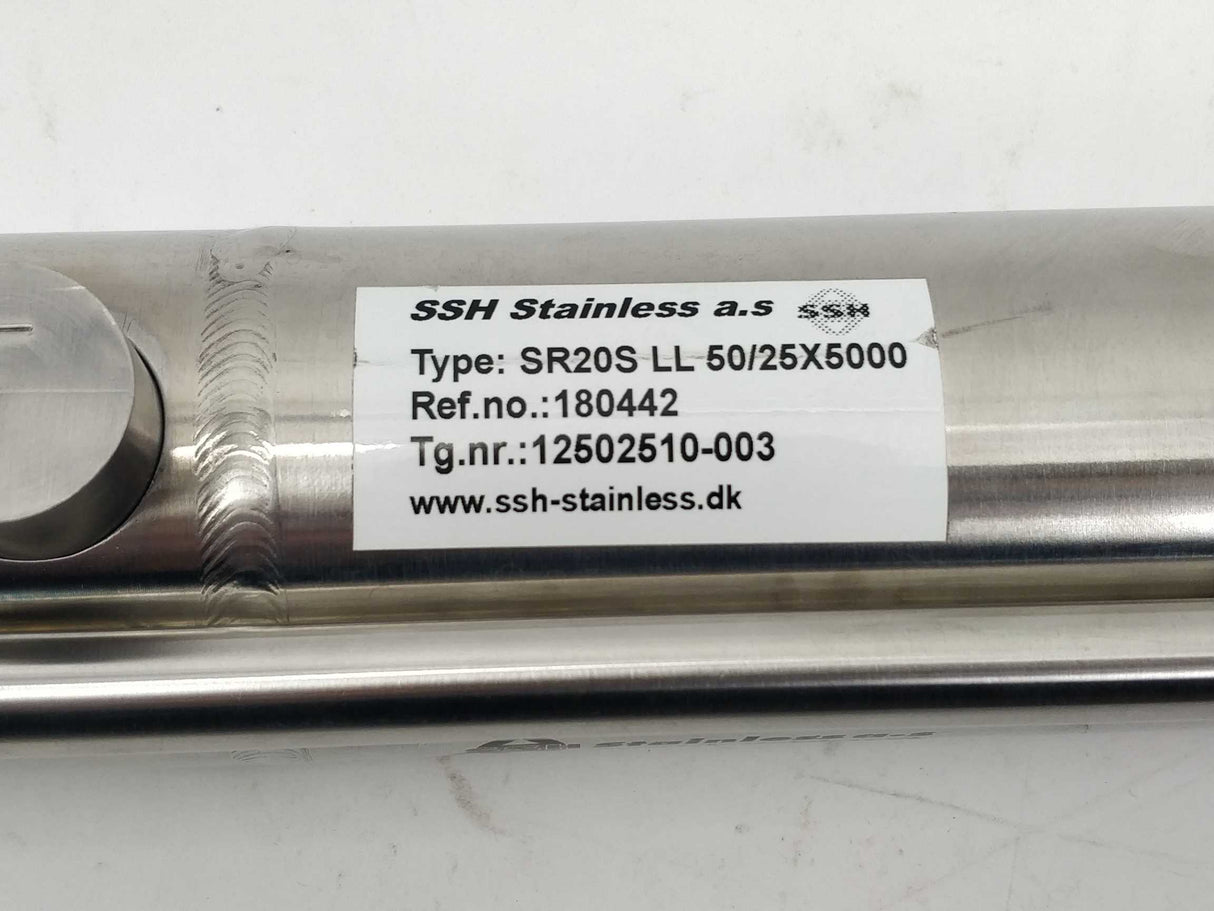 SSH Stainless a.s SSH
Type: SR20S LL 50/25X5000
Ref.no.:180442
Tg.nr.:12502510-003
www.ssh-stainless.dk
Stainless a.s